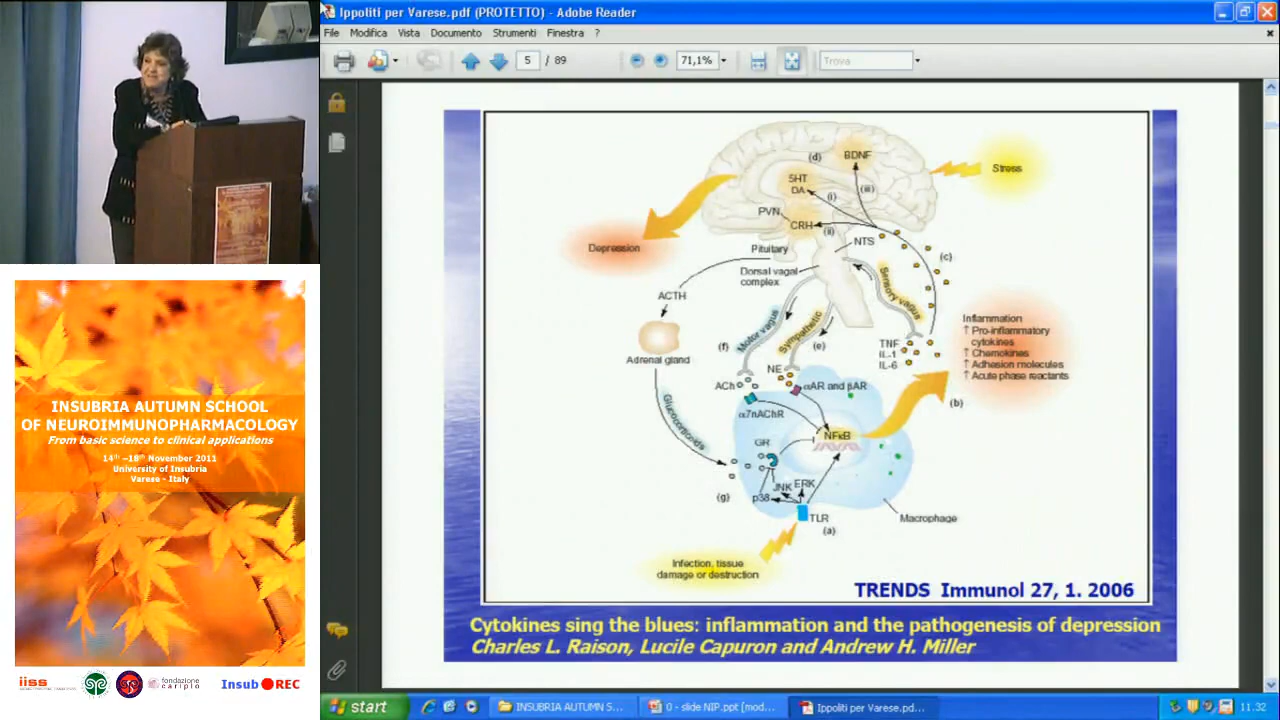 Ippoliti per Varese.pdf (PROTETTO) - Adobe Reader
File Modifica Vista Documento Strumenti Finestra ?
5 / 89 71,1% Trova
(d)
BDNF
Stress
5HT
DA
(i)
(iii)
PVN
CRH
(ii)
NTS
Depression
Pituitary
(c)
Dorsal vagal
complex
Sensory vagus
ACTH
Motor vagus
Sympathetic
Inflammation
↑ Pro-inflammatory
cytokines
↑ Chemokines
↑ Adhesion molecules
↑ Acute phase reactants
(f)
(e)
TNF
IL-1
IL-6
Adrenal gland
NE
ACh
αAR and βAR
(b)
α7nAChR
Glucocorticoids
NFκB
GR
JNK
ERK
(g)
p38
TLR
Macrophage
(a)
Infection, tissue
damage or destruction
TRENDS Immunol 27, 1. 2006
Cytokines sing the blues: inflammation and the pathogenesis of depression
Charles L. Raison, Lucile Capuron and Andrew H. Miller
INSUBRIA AUTUMN SCHOOL
OF NEUROIMMUNOPHARMACOLOGY
From basic science to clinical applications
14th -18th November 2011
University of Insubria
Varese - Italy
iiss
fondazione
cariplo
Insub REC
start
INSUBRIA AUTUMN S...
0 - slide NIP.ppt [mod...
Ippoliti per Varese.pd...
11.32